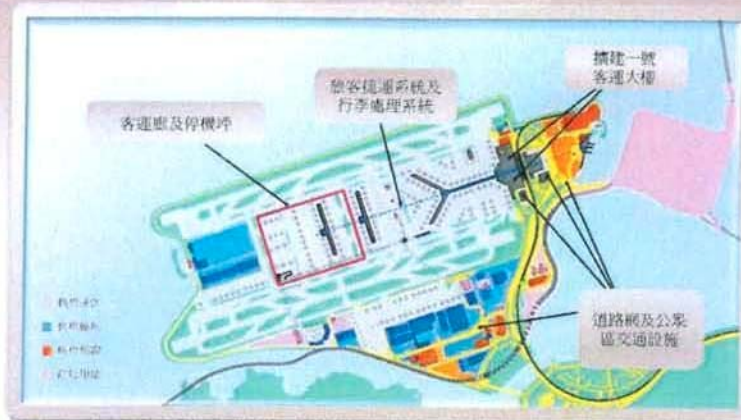 擴建一號
客運大樓
旅客捷運系統及
行李處理系統
客運廊及停機坪
道路網及公眾
區交通設施